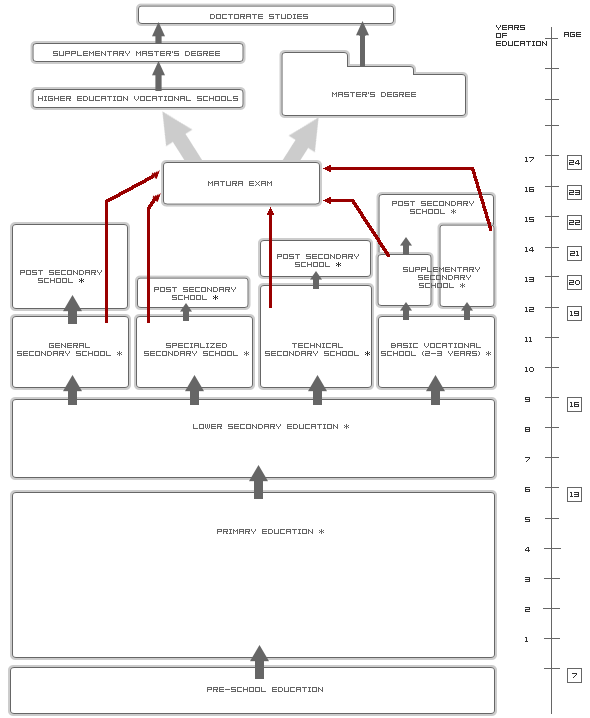 DOCTORATE STUDIES
YEARS
OF
EDUCATION
AGE
SUPPLEMENTARY MASTER'S DEGREE
HIGHER EDUCATION VOCATIONAL SCHOOLS
MASTER'S DEGREE
17
24
MATURA EXAM
16
23
POST SECONDARY
SCHOOL *
15
22
14
21
POST SECONDARY
SCHOOL *
POST SECONDARY
SCHOOL *
SUPPLEMENTARY
SECONDARY
SCHOOL *
13
20
POST SECONDARY
SCHOOL *
12
19
GENERAL
SECONDARY SCHOOL *
SPECIALIZED
SECONDARY SCHOOL *
TECHNICAL
SECONDARY SCHOOL *
BASIC VOCATIONAL
SCHOOL (2-3 YEARS) *
11
10
9
16
LOWER SECONDARY EDUCATION *
8
7
6
13
PRIMARY EDUCATION *
5
4
3
2
1
7
PRE-SCHOOL EDUCATION